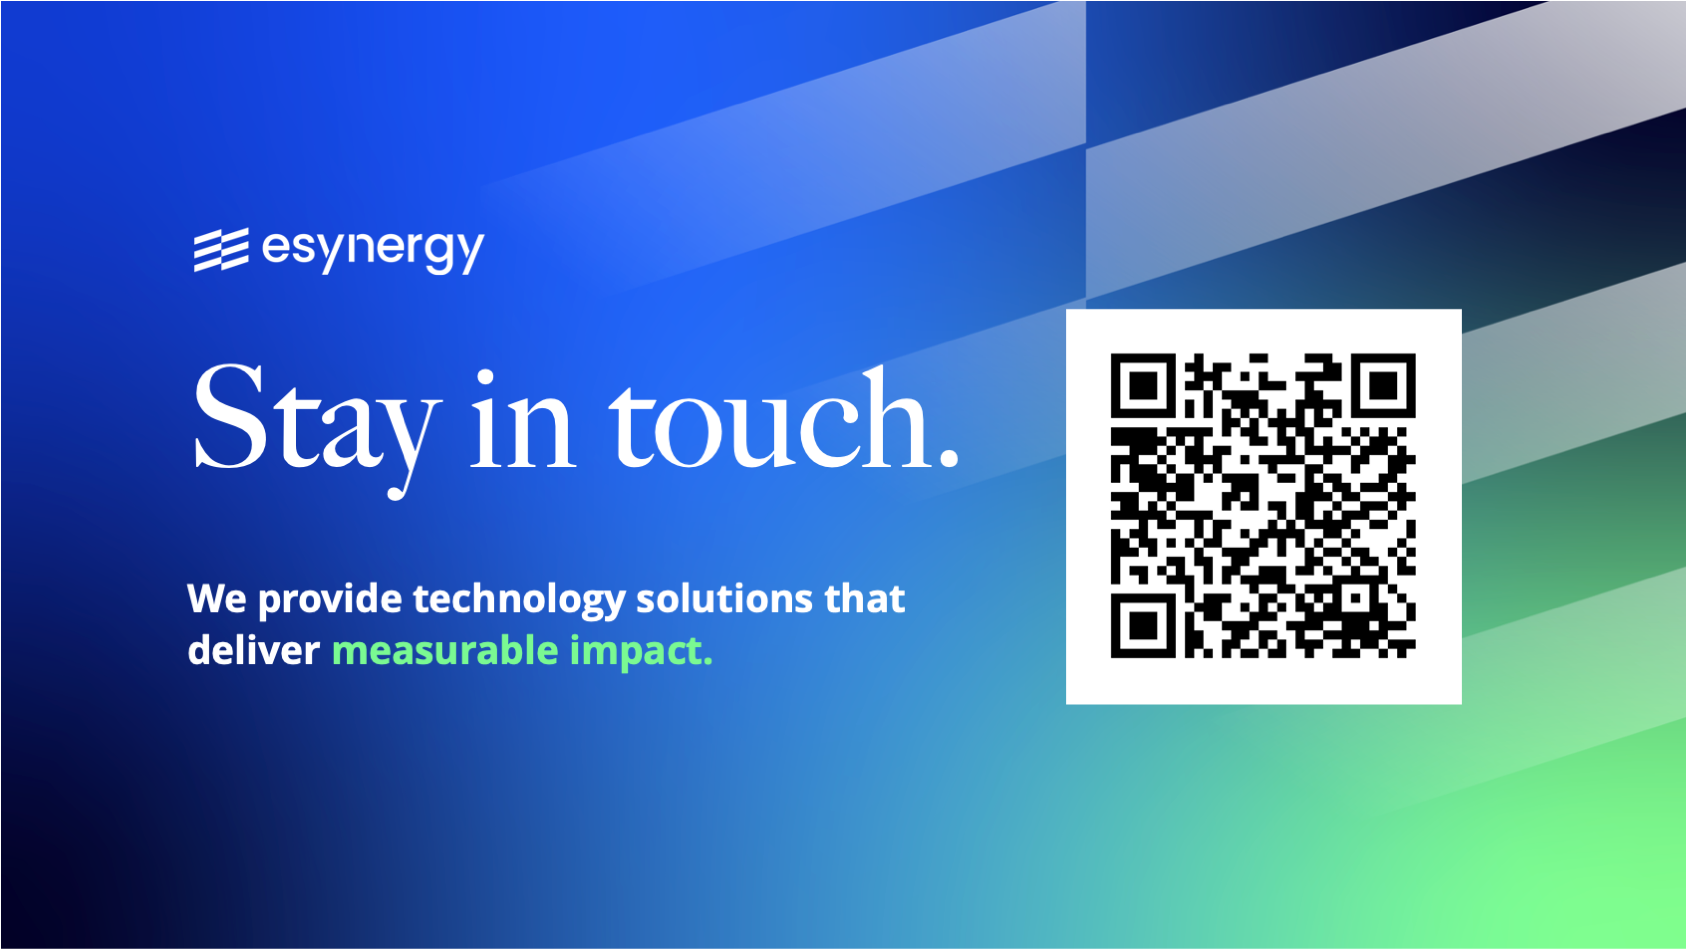 esynergy
Stay in touch.
We provide technology solutions that
deliver measurable impact.